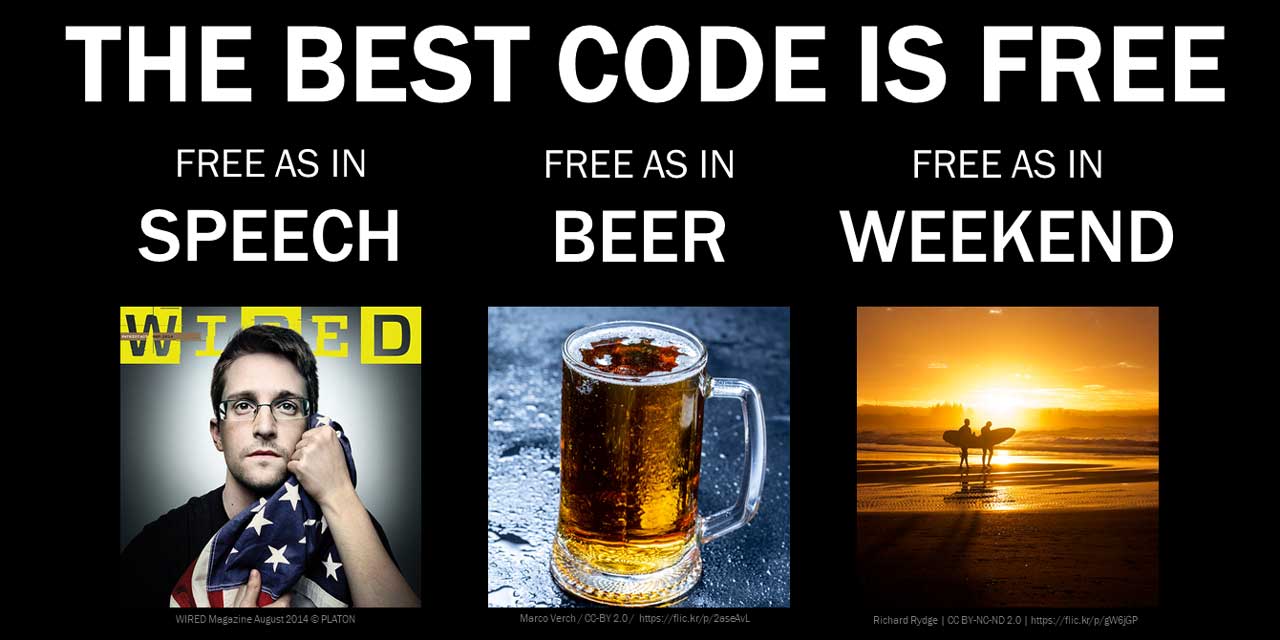 THE BEST CODE IS FREE
FREE AS IN
SPEECH
FREE AS IN
BEER
FREE AS IN
WEEKEND
WIRED
WIRED Magazine August 2014 © PLATON
Marco Verch / CC-BY 2.0 / https://flic.kr/p/2ase4vL
Richard Rydge | CC BY-NC-ND 2.0 | https://flic.kr/p/gW6jGP